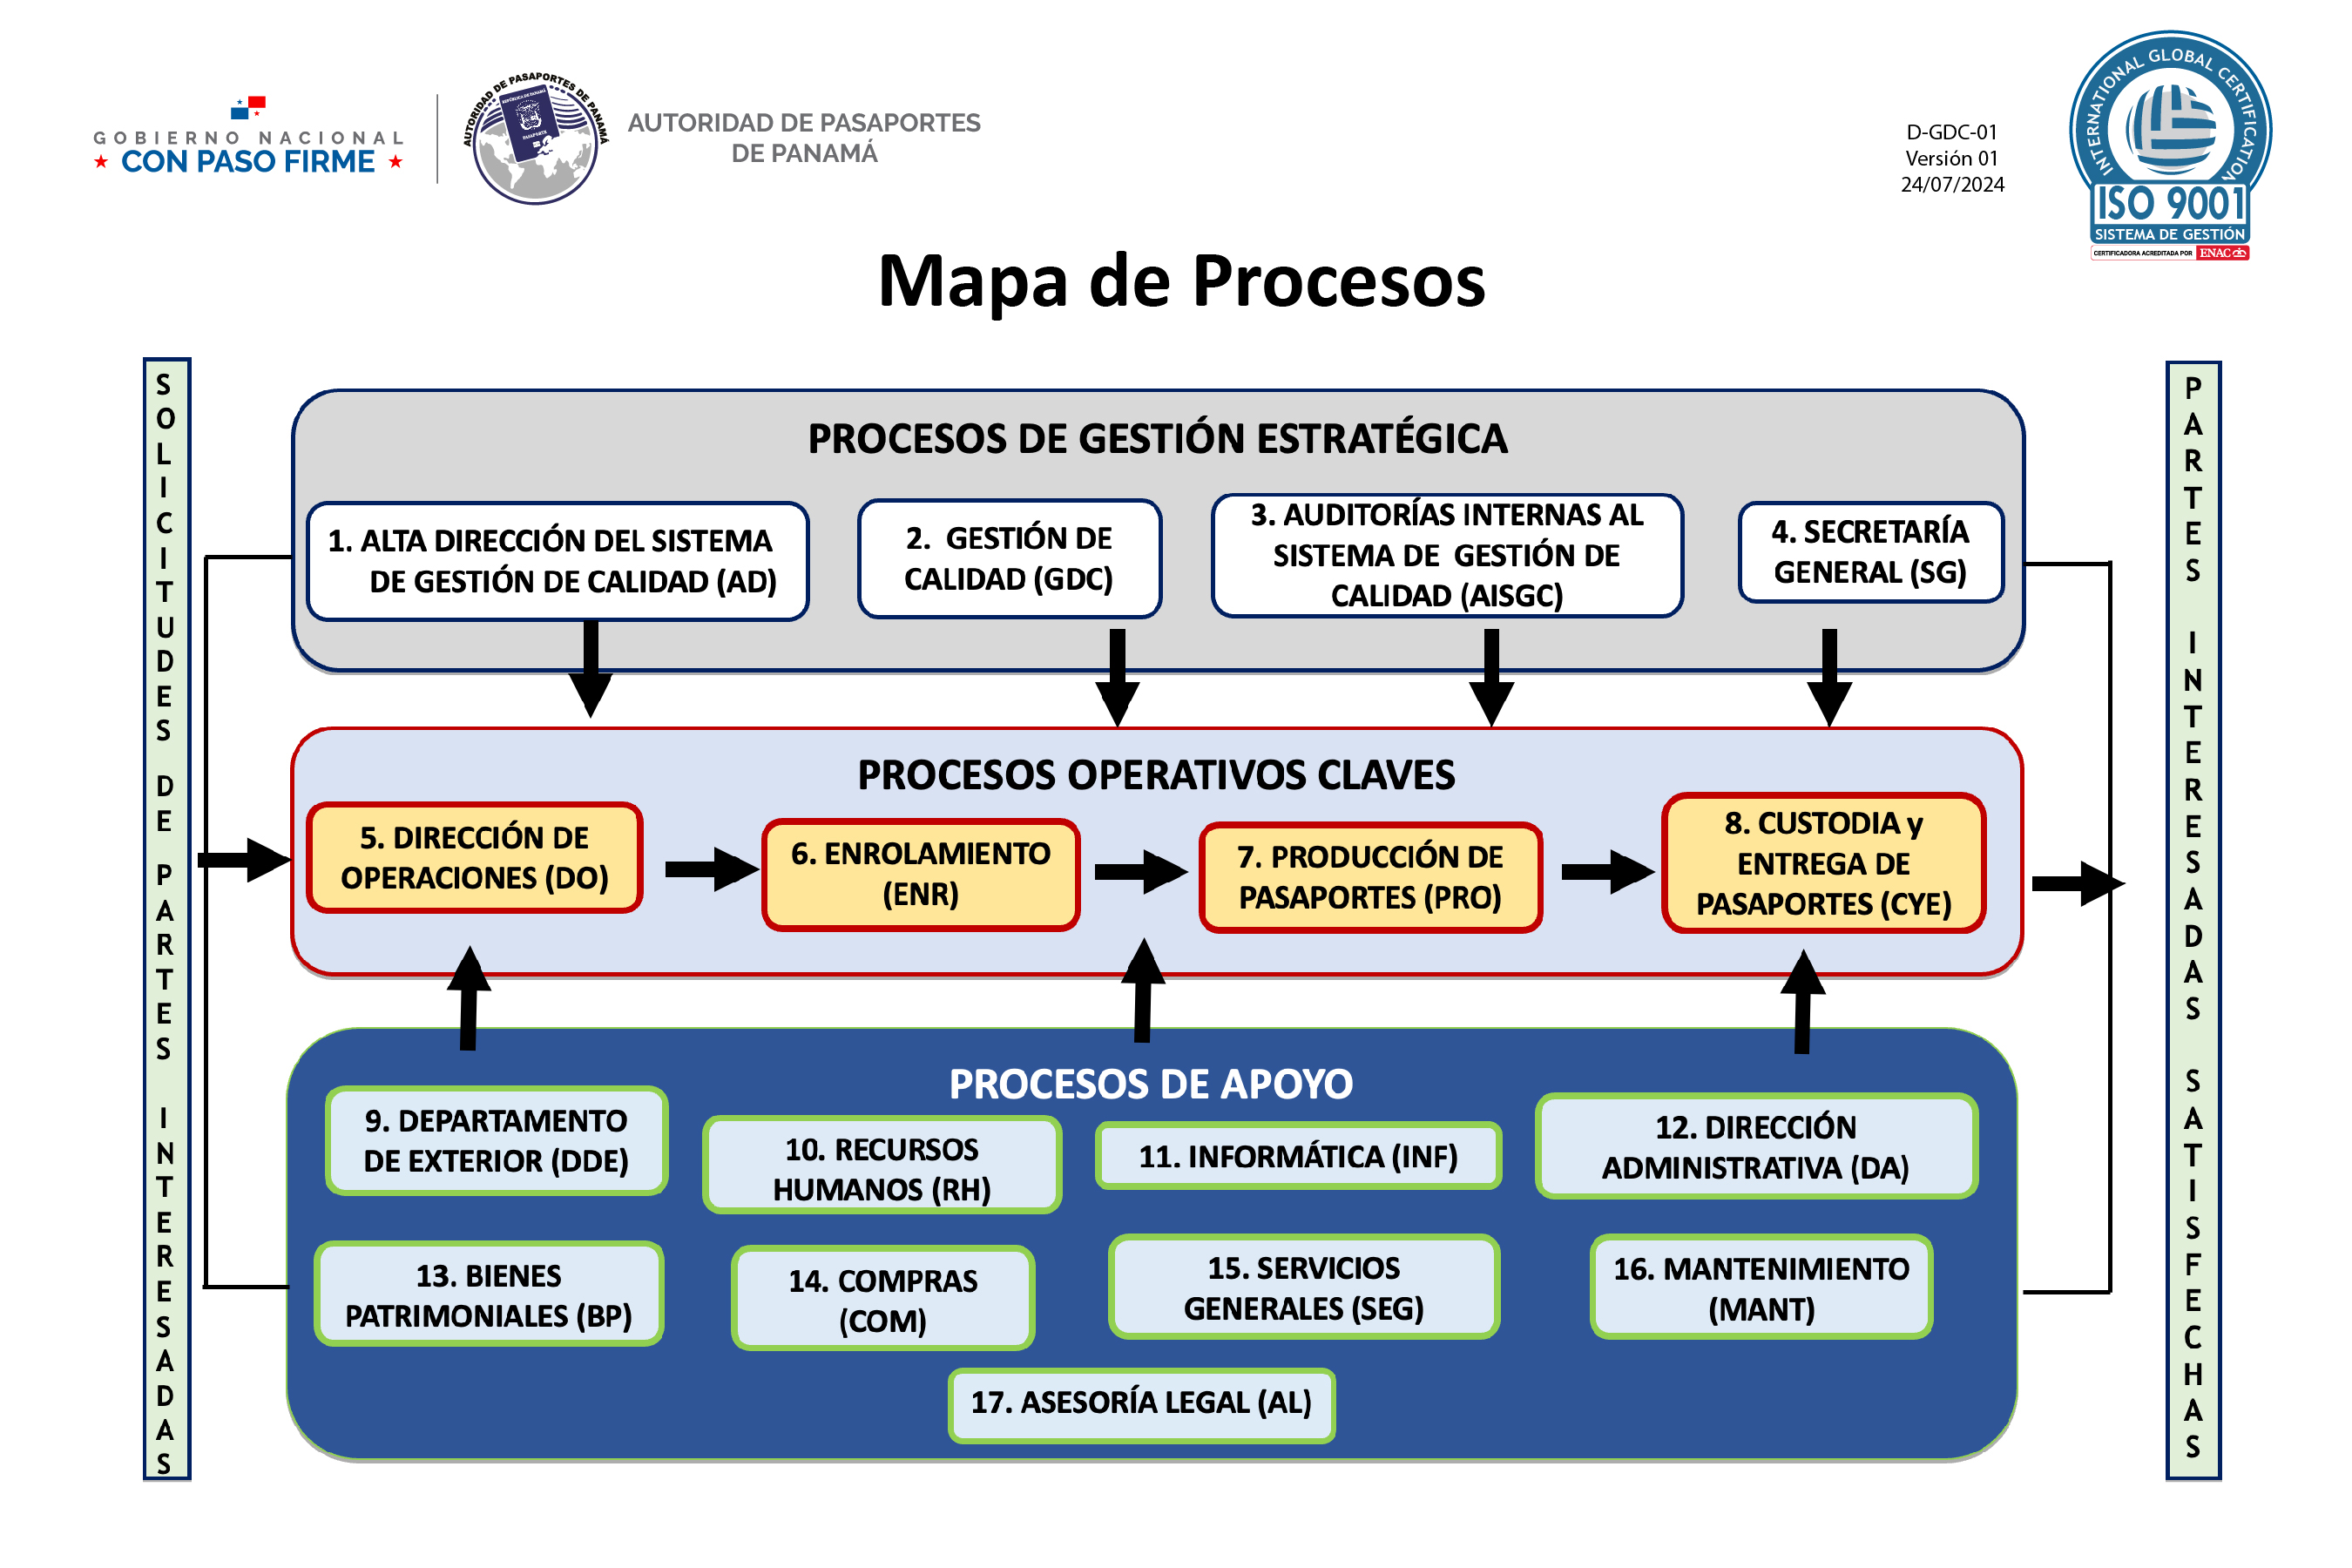 GOBIERNO NACIONAL
CON PASO FIRME
AUTORIDAD DE PASAPORTES DE PANAMÁ
REPÚBLICA DE PANAMÁ
PASAPORTE
AUTORIDAD DE PASAPORTES
DE PANAMÁ
D-GDC-01
Versión 01
24/07/2024
INTERNATIONAL GLOBAL CERTIFICATION
ISO 9001
SISTEMA DE GESTIÓN
CERTIFICADORA ACREDITADA POR ENAC
Mapa de Procesos
SOLICITUDES DE PARTES INTERESADAS
PROCESOS DE GESTIÓN ESTRATÉGICA
1. ALTA DIRECCIÓN DEL SISTEMA
DE GESTIÓN DE CALIDAD (AD)
2. GESTIÓN DE
CALIDAD (GDC)
3. AUDITORÍAS INTERNAS AL
SISTEMA DE GESTIÓN DE
CALIDAD (AISGC)
4. SECRETARÍA
GENERAL (SG)
PROCESOS OPERATIVOS CLAVES
5. DIRECCIÓN DE
OPERACIONES (DO)
6. ENROLAMIENTO
(ENR)
7. PRODUCCIÓN DE
PASAPORTES (PRO)
8. CUSTODIA y
ENTREGA DE
PASAPORTES (CYE)
PROCESOS DE APOYO
9. DEPARTAMENTO
DE EXTERIOR (DDE)
10. RECURSOS
HUMANOS (RH)
11. INFORMÁTICA (INF)
12. DIRECCIÓN
ADMINISTRATIVA (DA)
13. BIENES
PATRIMONIALES (BP)
14. COMPRAS
(COM)
15. SERVICIOS
GENERALES (SEG)
16. MANTENIMIENTO
(MANT)
17. ASESORÍA LEGAL (AL)
PARTES INTERESADAS SATISFECHAS